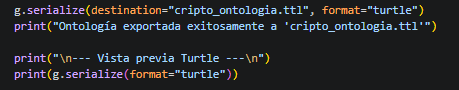 g.serialize(destination="cripto_ontologia.ttl", format="turtle")
print("Ontología exportada exitosamente a 'cripto_ontologia.ttl'")
print("\n--- Vista previa Turtle ---\n")
print(g.serialize(format="turtle"))